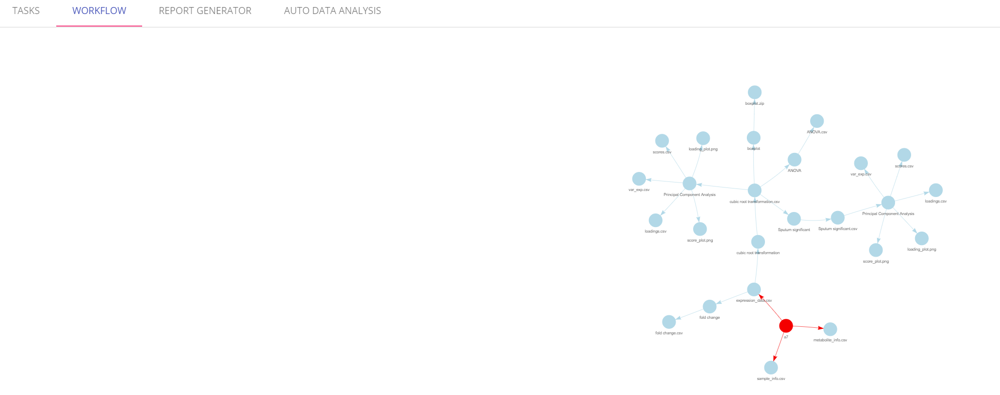 TASKS WORKFLOW REPORT GENERATOR AUTO DATA ANALYSIS
boxplot.zip
ANOVA.csv
scores.csv
loading_plot.png
boxplot
scores.csv
ANOVA
var_exp.csv
var_exp.csv
Principal Component Analysis
cubic root transformation.csv
loadings.csv
Principal Component Analysis
loadings.csv
Sputum significant
Sputum significant.csv
score_plot.png
loading_plot.png
cubic root transformation
score_plot.png
expression_data.csv
fold change
fold change.csv
a7
metabolite_info.csv
sample_info.csv